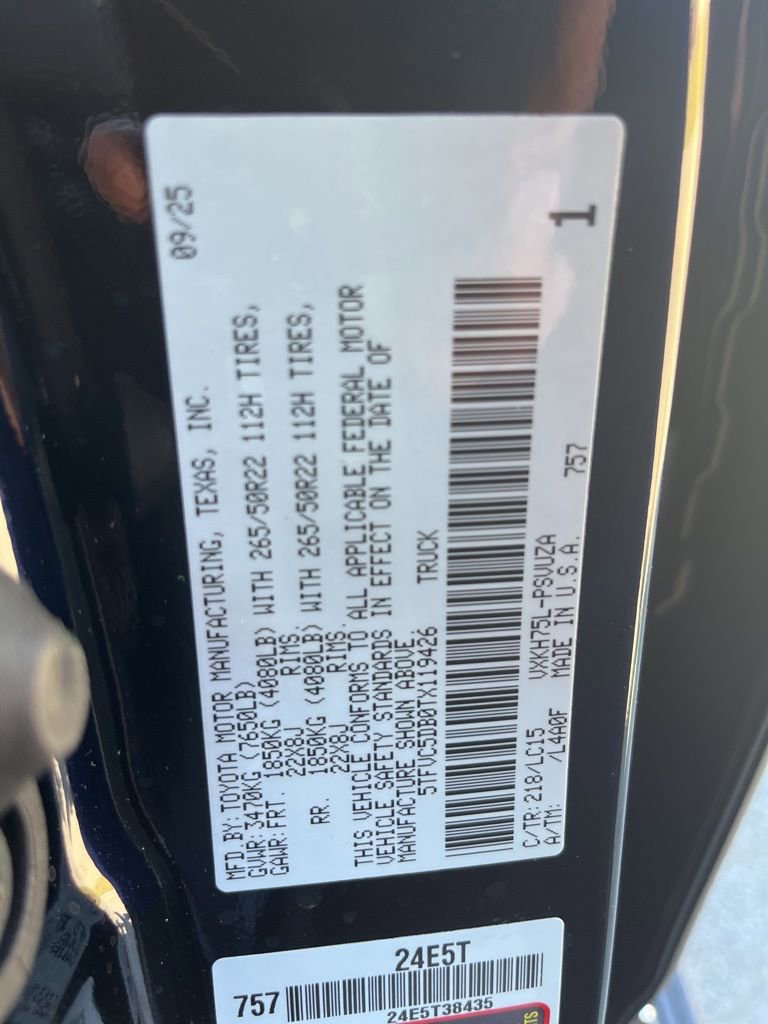 MFD.BY:TOYOTA MOTOR MANUFACTURING, TEXAS, INC. 09/25
GVWR:3470KG(7650LB)
GAWR:FRT. 1850KG (4080LB) WITH 265/50R22 112H TIRES,
22X8J RIMS.
RR. 1850KG (4080LB) WITH 265/50R22 112H TIRES,
22X8J RIMS.
THIS VEHICLE CONFORMS TO ALL APPLICABLE FEDERAL MOTOR
VEHICLE SAFETY STANDARDS IN EFFECT ON THE DATE OF
MANUFACTURE SHOWN ABOVE.
5TFVC5DB0TX119426 TRUCK
C/TR:218/LC15 VXKH75L-PSVUZA 757
A/TM: /L4A0F MADE IN U.S.A.
1
24E5T
757
24E5T38435